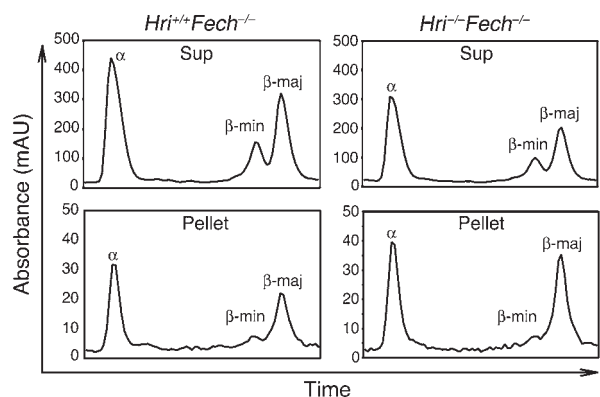 Hri+/+Fech–/– Hri–/–Fech–/–
Absorbance (mAU)
500
400
300
200
100
0
Sup
α
β-min
β-maj
500
400
300
200
100
0
Sup
α
β-min
β-maj
50
40
30
20
10
0
Pellet
α
β-min
β-maj
50
40
30
20
10
0
Pellet
α
β-min
β-maj
Time